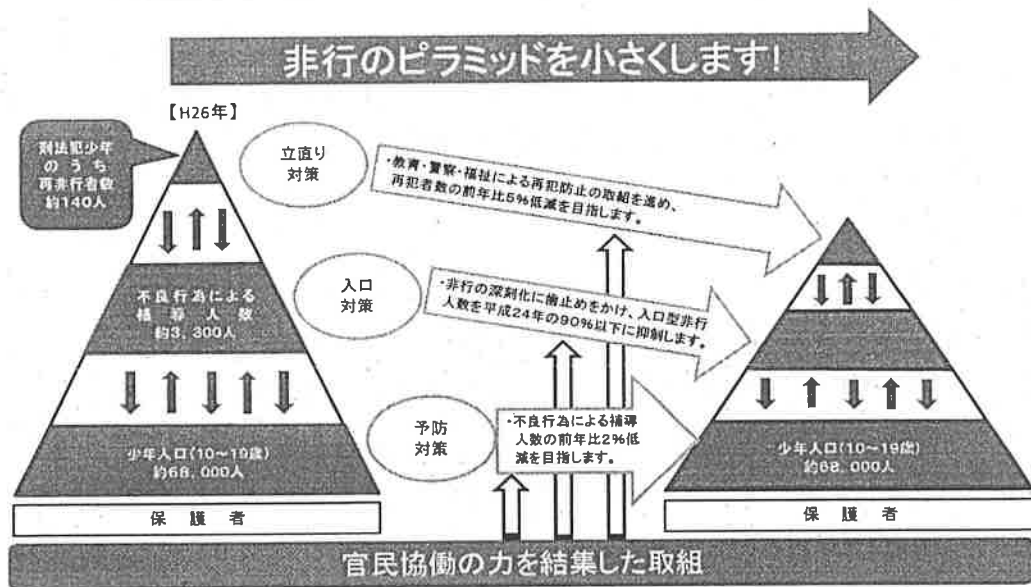 非行のピラミッドを小さくします!
【H26年】
刑法犯少年
のうち
再非行者数
約140人
立直り
対策
・教育・警察・福祉による再犯防止の取組を進め、
再犯者数の前年比5%低減を目指します。
不良行為による
補導人数
約3,300人
入口
対策
・非行の深刻化に歯止めをかけ、入口型非行
人数を平成24年の90%以下に抑制します。
予防
対策
・不良行為による補導
人数の前年比2%低
減を目指します。
少年人口(10~19歳)
約68,000人
少年人口(10~19歳)
約68,000人
保護者
保護者
官民協働の力を結集した取組